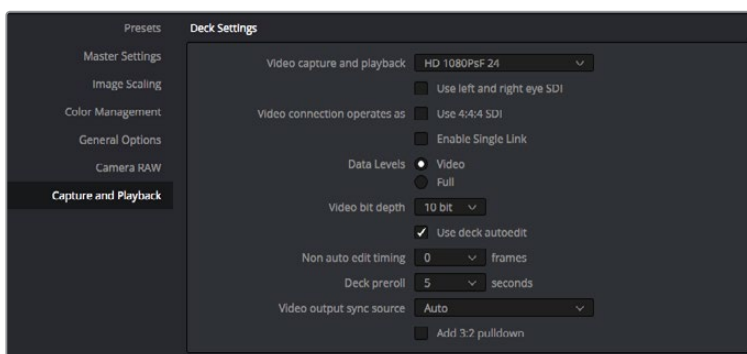 Presets
Master Settings
Image Scaling
Color Management
General Options
Camera RAW
Capture and Playback
Deck Settings
Video capture and playback HD 1080PsF 24
Use left and right eye SDI
Video connection operates as Use 4:4:4 SDI
Enable Single Link
Data Levels Video
Full
Video bit depth 10 bit
Use deck autoedit
Non auto edit timing 0 frames
Deck preroll 5 seconds
Video output sync source Auto
Add 3:2 pulldown